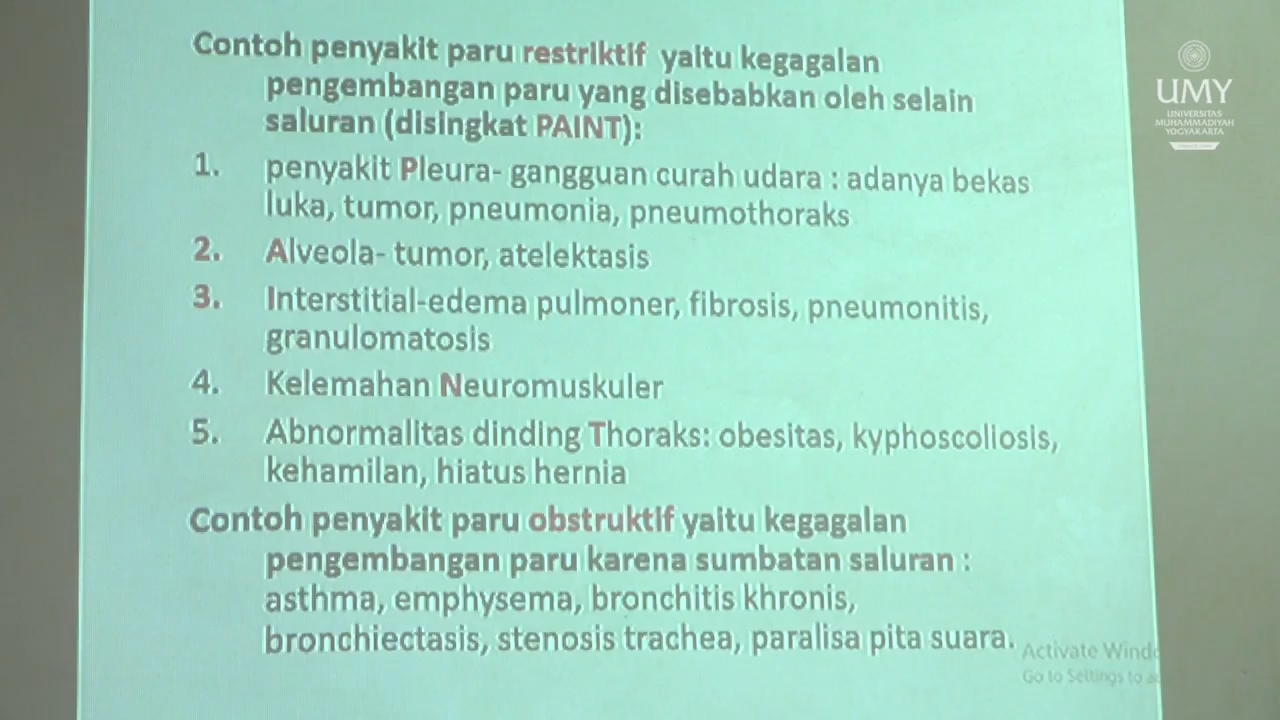 Contoh penyakit paru restriktif yaitu kegagalan
pengembangan paru yang disebabkan oleh selain
saluran (disingkat PAINT):
1. penyakit Pleura- gangguan curah udara : adanya bekas
luka, tumor, pneumonia, pneumothoraks
2. Alveola- tumor, atelektasis
3. Interstitial-edema pulmoner, fibrosis, pneumonitis,
granulomatosis
4. Kelemahan Neuromuskuler
5. Abnormalitas dinding Thoraks: obesitas, kyphoscoliosis,
kehamilan, hiatus hernia
Contoh penyakit paru obstruktif yaitu kegagalan
pengembangan paru karena sumbatan saluran :
asthma, emphysema, bronchitis khronis,
bronchiectasis, stenosis trachea, paralisa pita suara.
Activate Windo
Go to Settings to a
UMY
UNIVERSITAS
MUHAMMADIYAH
YOGYAKARTA